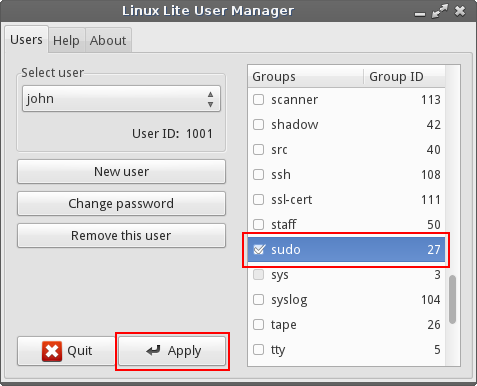 Linux Lite User Manager
Users Help About
Select user
john
User ID: 1001
New user
Change password
Remove this user
Quit
Apply
Groups Group ID
scanner 113
shadow 42
src 40
ssh 108
ssl-cert 111
staff 50
sudo 27
sys 3
syslog 104
tape 26
tty 5